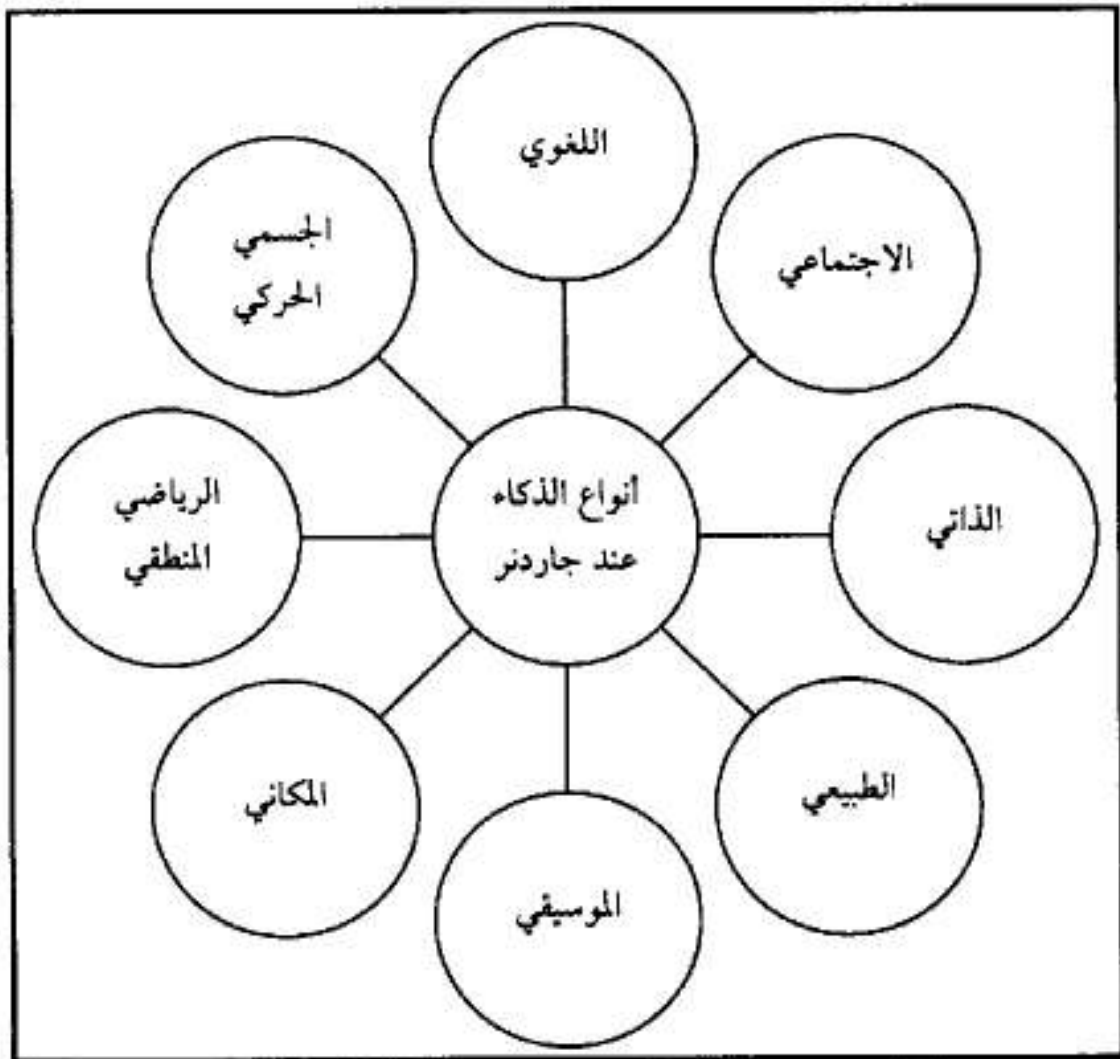 اللغوي
الاجتماعي
الجسمي
الحركي
أنواع الذكاء
عند جاردنر
الذاتي
الرياضي
المنطقي
الطبيعي
المكاني
الموسيقي